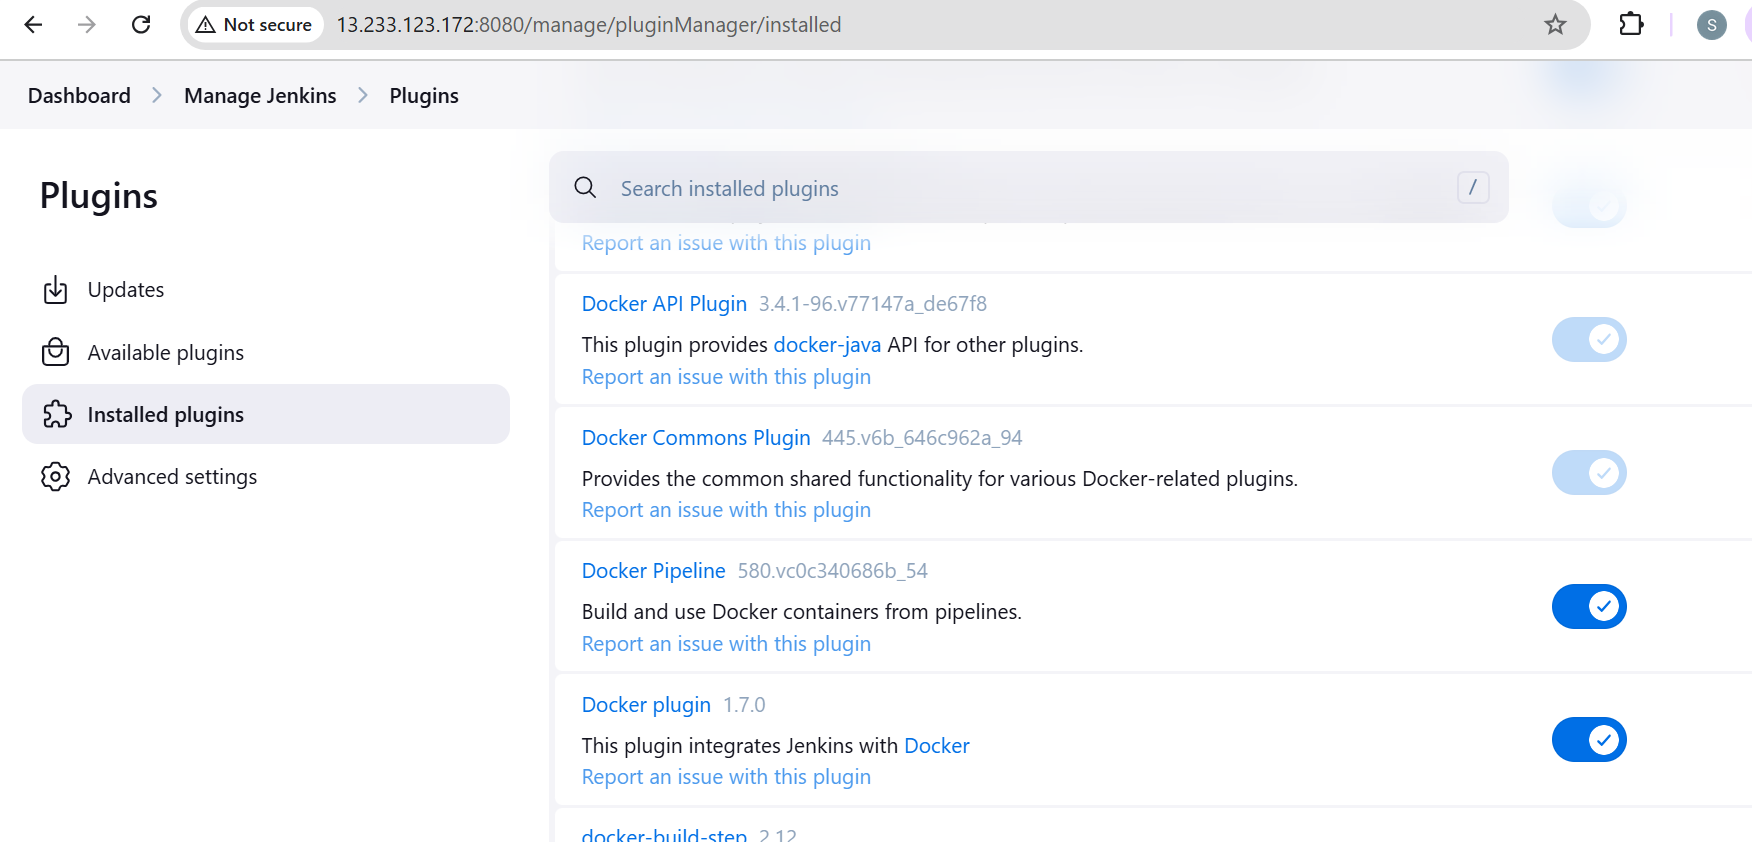 Not secure 13.233.123.172:8080/manage/pluginManager/installed
S
Dashboard > Manage Jenkins > Plugins
Plugins
Updates
Available plugins
Installed plugins
Advanced settings
Search installed plugins /
Report an issue with this plugin
Docker API Plugin 3.4.1-96.v77147a_de67f8
This plugin provides docker-java API for other plugins.
Report an issue with this plugin
Docker Commons Plugin 445.v6b_646c962a_94
Provides the common shared functionality for various Docker-related plugins.
Report an issue with this plugin
Docker Pipeline 580.vc0c340686b_54
Build and use Docker containers from pipelines.
Report an issue with this plugin
Docker plugin 1.7.0
This plugin integrates Jenkins with Docker
Report an issue with this plugin
docker-build-step 2.12